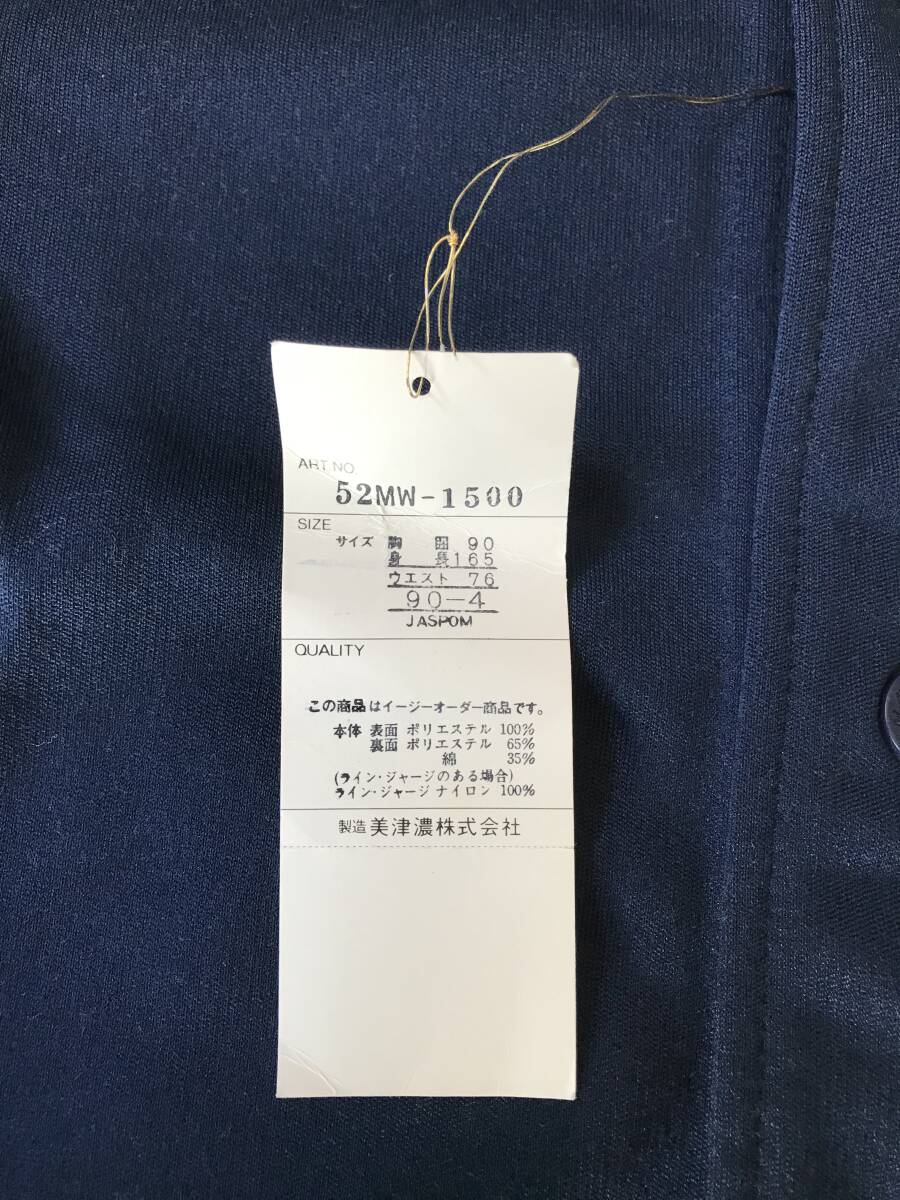 ART NO.
52MW-1500
SIZE
サイズ 胸囲 90
身長165
ウエスト 76
90-4
JASPOM
QUALITY
この商品はイージーオーダー商品です。
本体 表面 ポリエステル 100%
裏面 ポリエステル 65%
綿 35%
(ライン・ジャージのある場合)
ライン・ジャージ ナイロン 100%
製造 美津濃株式会社